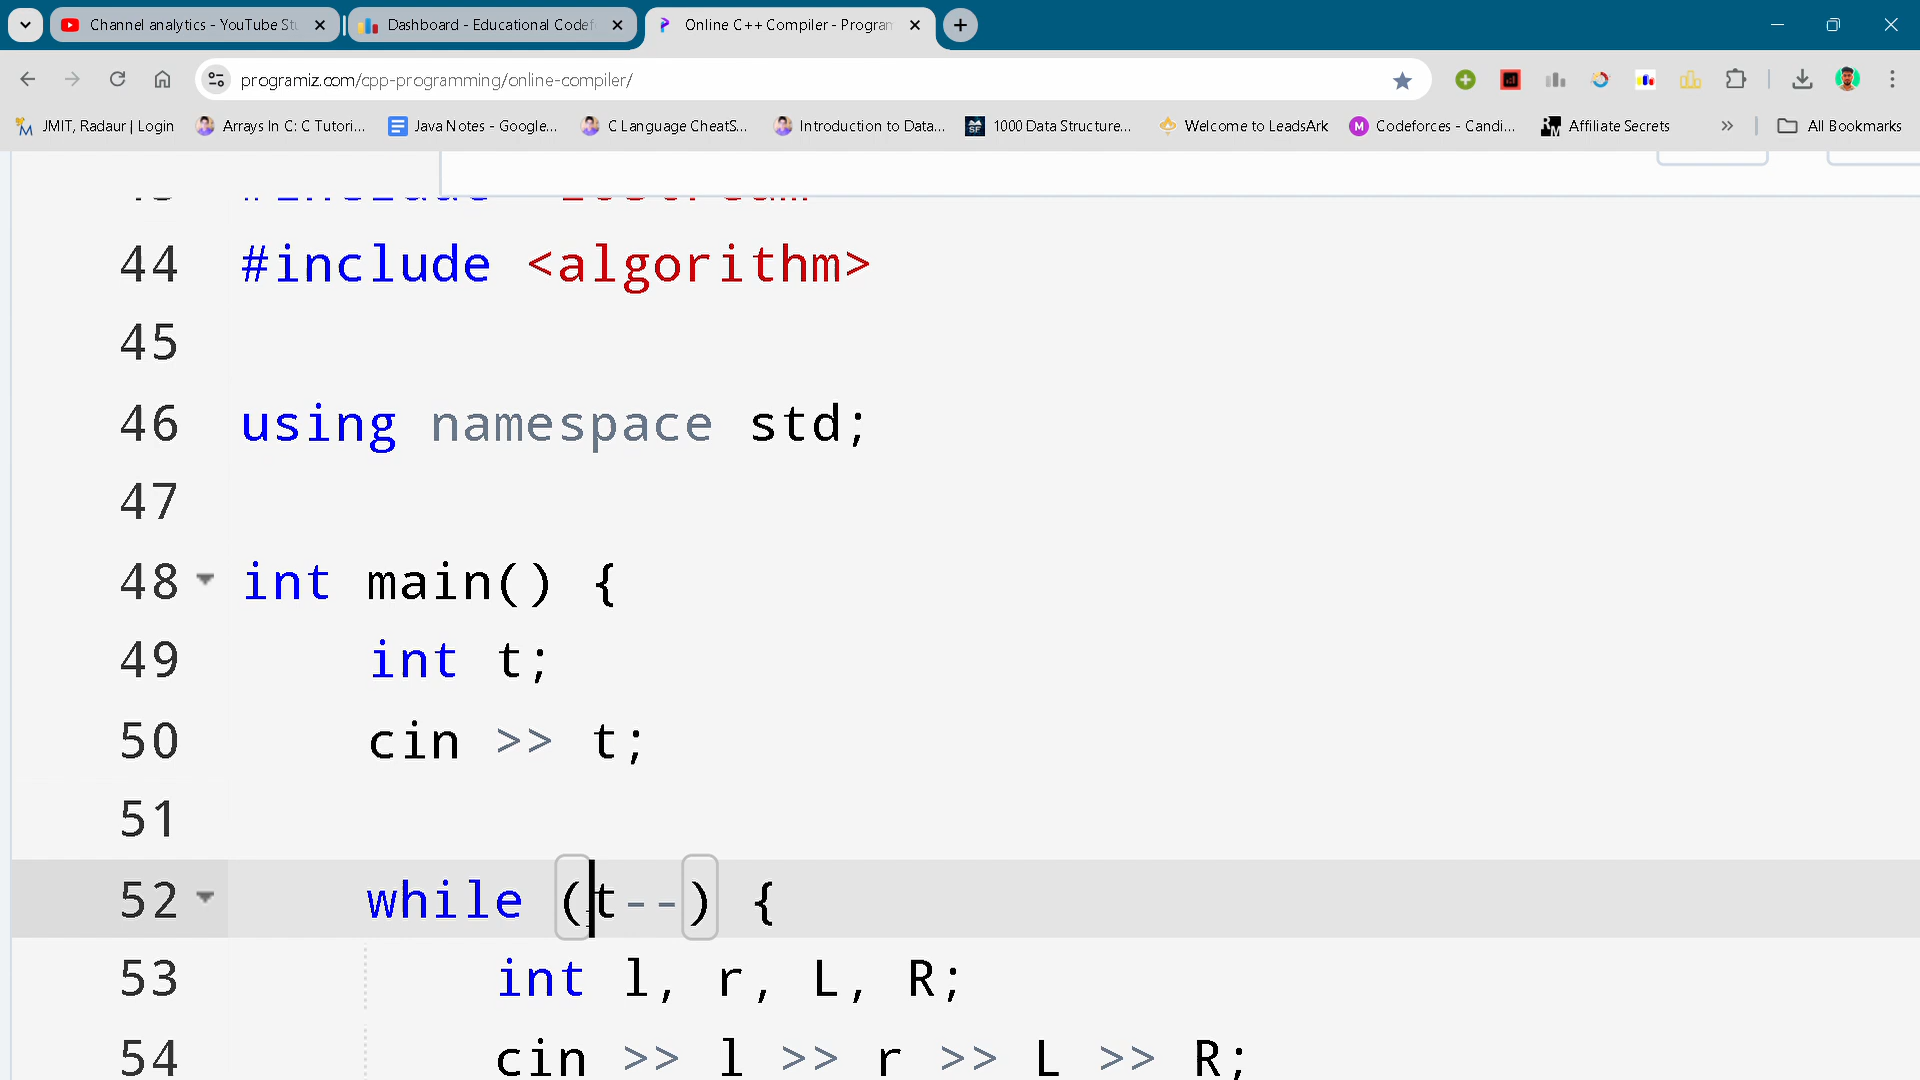 Channel analytics - YouTube Stu
Dashboard - Educational Codef
Online C++ Compiler - Program
programiz.com/cpp-programming/online-compiler/
JMIT, Radaur | Login
Arrays In C: C Tutori...
Java Notes - Google...
C Language CheatS...
Introduction to Data...
1000 Data Structure...
Welcome to LeadsArk
Codeforces - Candi...
Affiliate Secrets
All Bookmarks
44 #include <algorithm>
45
46 using namespace std;
47
48 int main() {
49 int t;
50 cin >> t;
51
52 while (t--) {
53 int l, r, L, R;
54 cin >> l >> r >> L >> R;